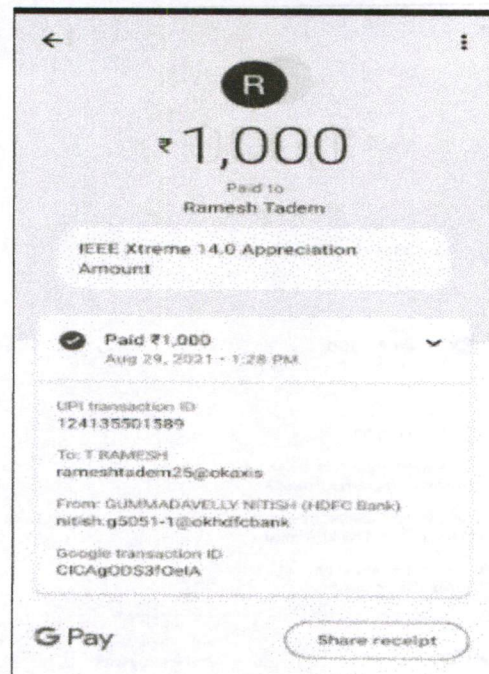 R
₹1,000
Paid to
Ramesh Tadem
IEEE Xtreme 14.0 Appreciation
Amount
Paid ₹1,000
Aug 29, 2021 • 1:28 PM
UPI transaction ID
124135501589
To: T RAMESH
rameshtadem25@okaxis
From: GUMMADAVELLY NITISH (HDFC Bank)
nitish.g5051-1@okhdfcbank
Google transaction ID
G Pay
Share receipt